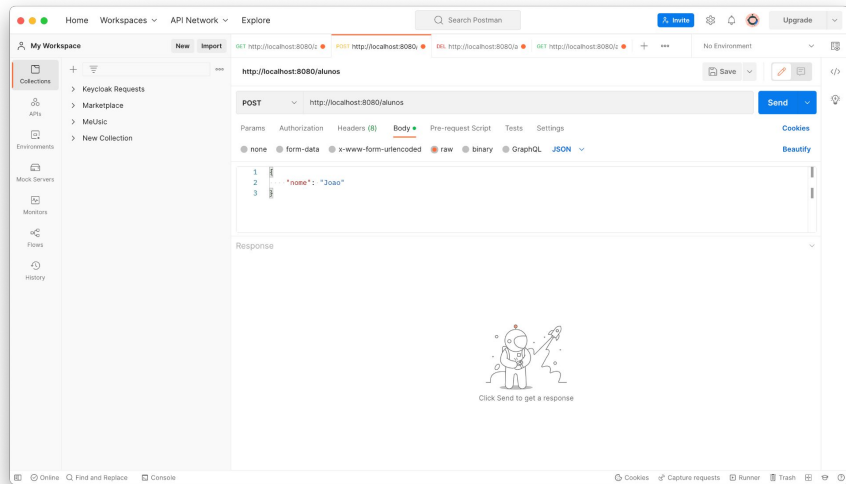 Home Workspaces API Network Explore Search Postman Invite Upgrade
My Workspace New Import GET http://localhost:8080/a POST http://localhost:8080/ DEL http://localhost:8080/a GET http://localhost:8080/a + No Environment
Collections
APIs
Environments
Mock Servers
Monitors
Flows
History
Keycloak Requests
Marketplace
MeUsic
New Collection
http://localhost:8080/alunos Save
POST http://localhost:8080/alunos Send
Params Authorization Headers (8) Body Pre-request Script Tests Settings Cookies
none form-data x-www-form-urlencoded raw binary GraphQL JSON Beautify
1 {
2 "nome": "Joao"
3 }
Response
Click Send to get a response
Online Find and Replace Console Cookies Capture requests Runner Trash